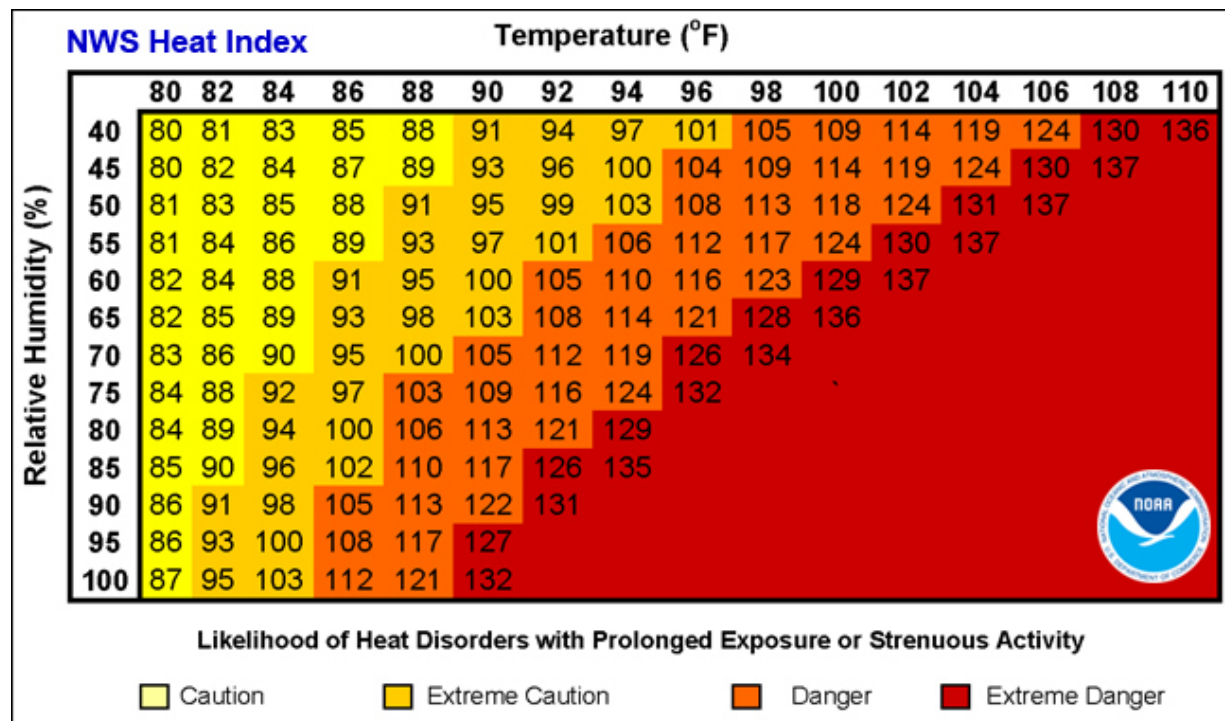 NWS Heat Index
Temperature (°F)
80 82 84 86 88 90 92 94 96 98 100 102 104 106 108 110
Relative Humidity (%)
40 80 81 83 85 88 91 94 97 101 105 109 114 119 124 130 136
45 80 82 84 87 89 93 96 100 104 109 114 119 124 130 137
50 81 83 85 88 91 95 99 103 108 113 118 124 131 137
55 81 84 86 89 93 97 101 106 112 117 124 130 137
60 82 84 88 91 95 100 105 110 116 123 129 137
65 82 85 89 93 98 103 108 114 121 128 136
70 83 86 90 95 100 105 112 119 126 134
75 84 88 92 97 103 109 116 124 132
80 84 89 94 100 106 113 121 129
85 85 90 96 102 110 117 126 135
90 86 91 98 105 113 122 131
95 86 93 100 108 117 127
100 87 95 103 112 121 132
NATIONAL OCEANIC AND ATMOSPHERIC ADMINISTRATION
NOAA
U.S. DEPARTMENT OF COMMERCE
Likelihood of Heat Disorders with Prolonged Exposure or Strenuous Activity
Caution Extreme Caution Danger Extreme Danger